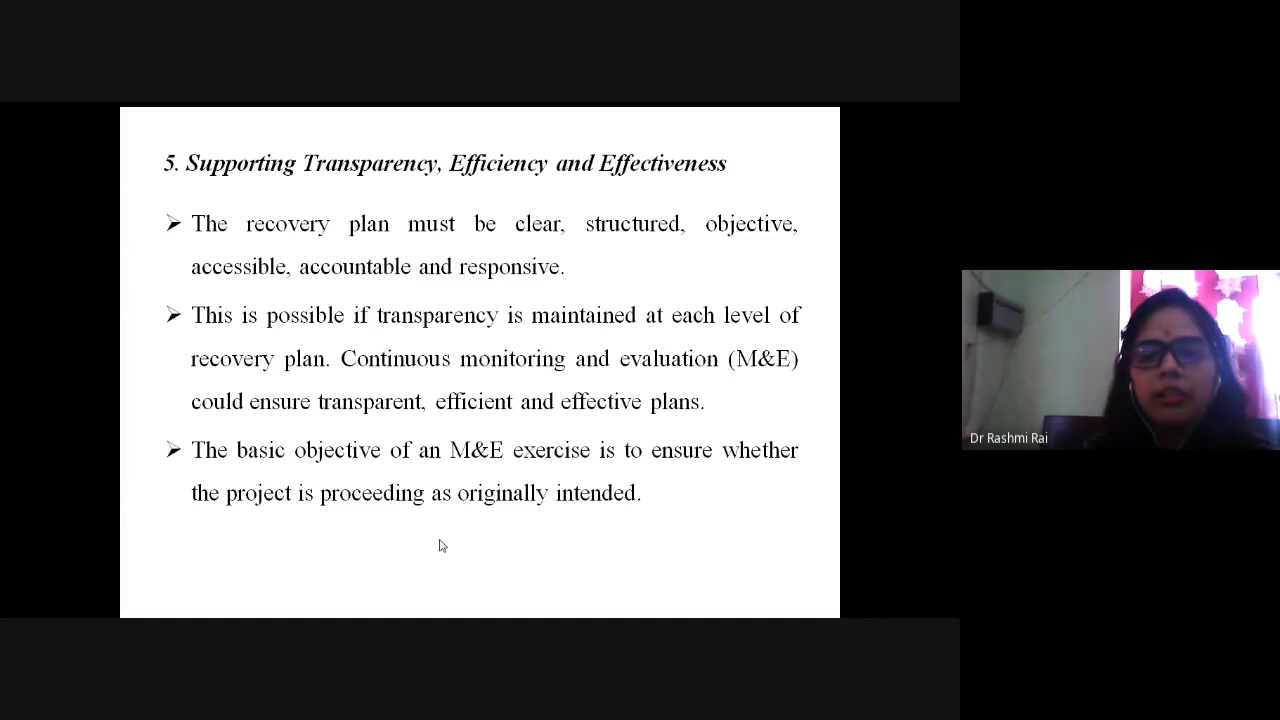 5. Supporting Transparency, Efficiency and Effectiveness
The recovery plan must be clear, structured, objective,
accessible, accountable and responsive.
This is possible if transparency is maintained at each level of
recovery plan. Continuous monitoring and evaluation (M&E)
could ensure transparent, efficient and effective plans.
The basic objective of an M&E exercise is to ensure whether
the project is proceeding as originally intended.
Dr Rashmi Rai